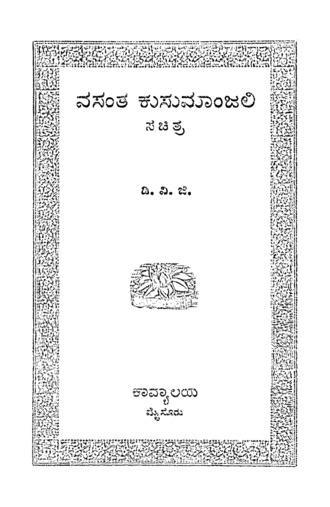 ವಸಂತ ಕುಸುಮಾಂಜಲಿ
ಸಚಿತ್ರ
ಡಿ. ವಿ. ಜಿ.
ಕಾವ್ಯಾಲಯ
ಮೈಸೂರು